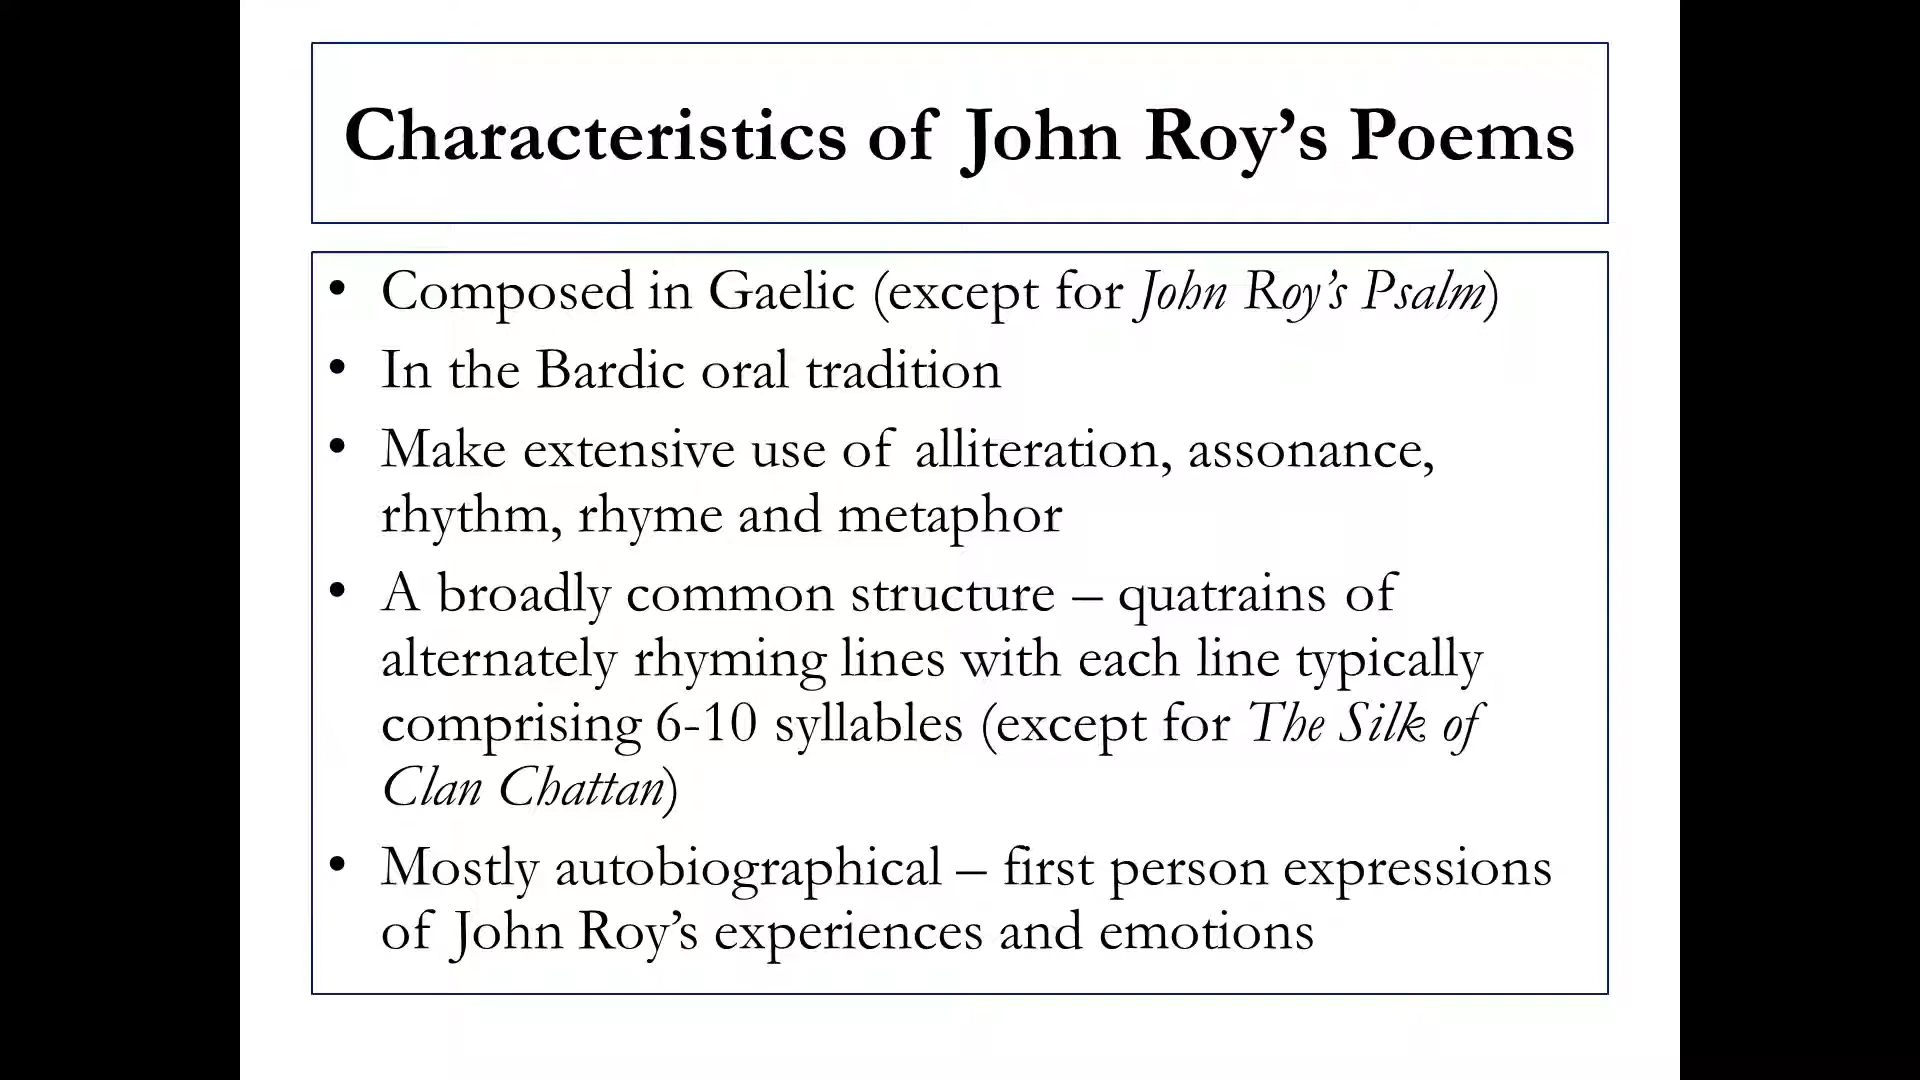 Characteristics of John Roy’s Poems
• Composed in Gaelic (except for John Roy’s Psalm)
• In the Bardic oral tradition
• Make extensive use of alliteration, assonance,
rhythm, rhyme and metaphor
• A broadly common structure – quatrains of
alternately rhyming lines with each line typically
comprising 6-10 syllables (except for The Silk of
Clan Chattan)
• Mostly autobiographical – first person expressions
of John Roy’s experiences and emotions